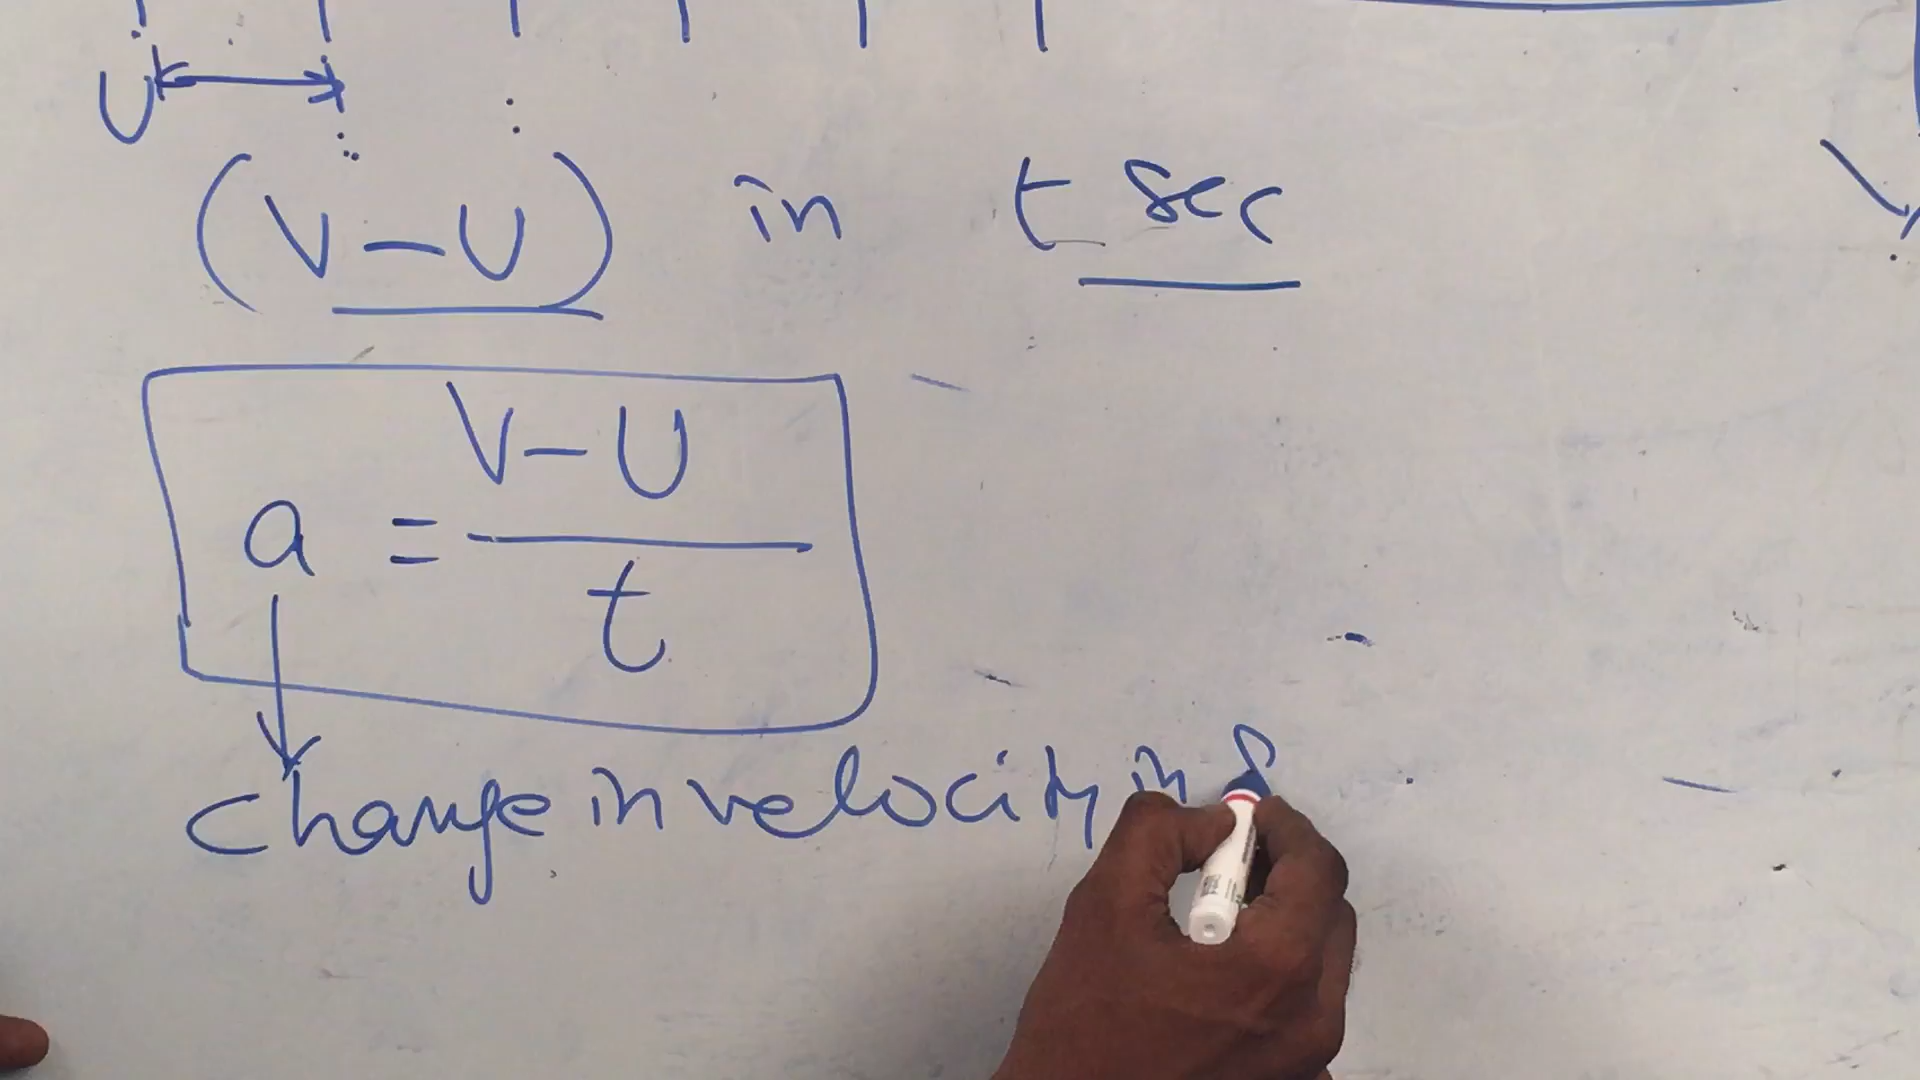 U
(V-U) in t sec
V-U
a = 
t
change in velocity in